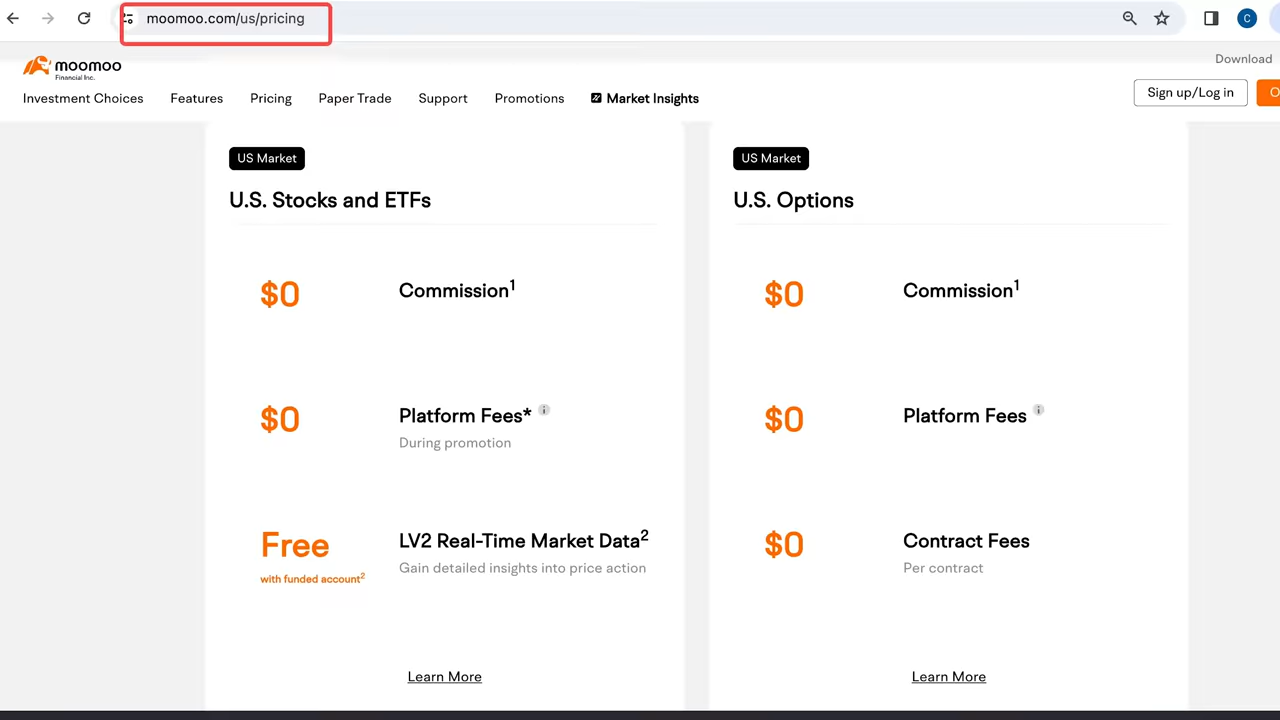 moomoo.com/us/pricing
C
moomoo
Financial Inc.
Download
Investment Choices
Features
Pricing
Paper Trade
Support
Promotions
Market Insights
Sign up/Log in
O
US Market
U.S. Stocks and ETFs
$0
Commission1
$0
Platform Fees*
During promotion
Free
with funded account2
LV2 Real-Time Market Data2
Gain detailed insights into price action
Learn More
US Market
U.S. Options
$0
Commission1
$0
Platform Fees
$0
Contract Fees
Per contract
Learn More